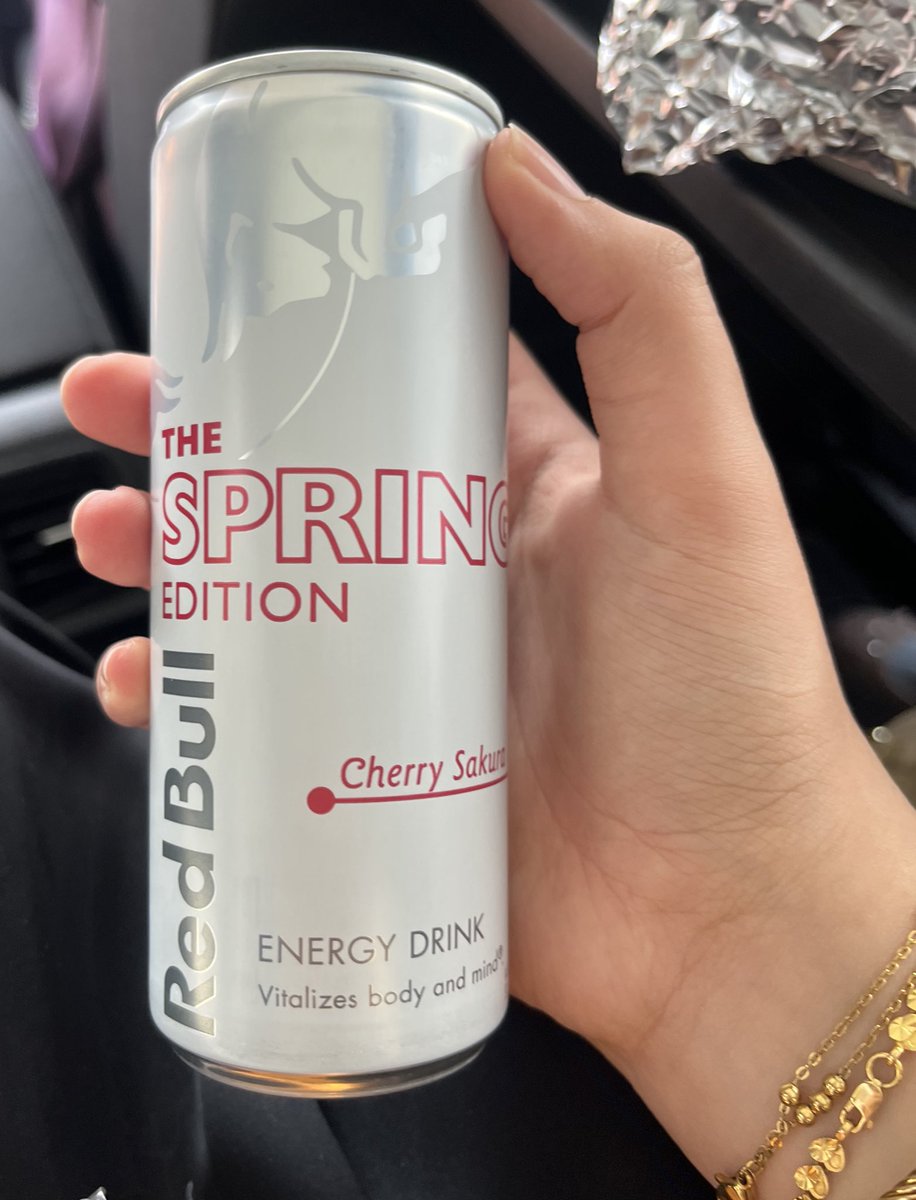 THE
SPRING
EDITION
Red Bull
Cherry Sakura
ENERGY DRINK
Vitalizes body and mind®